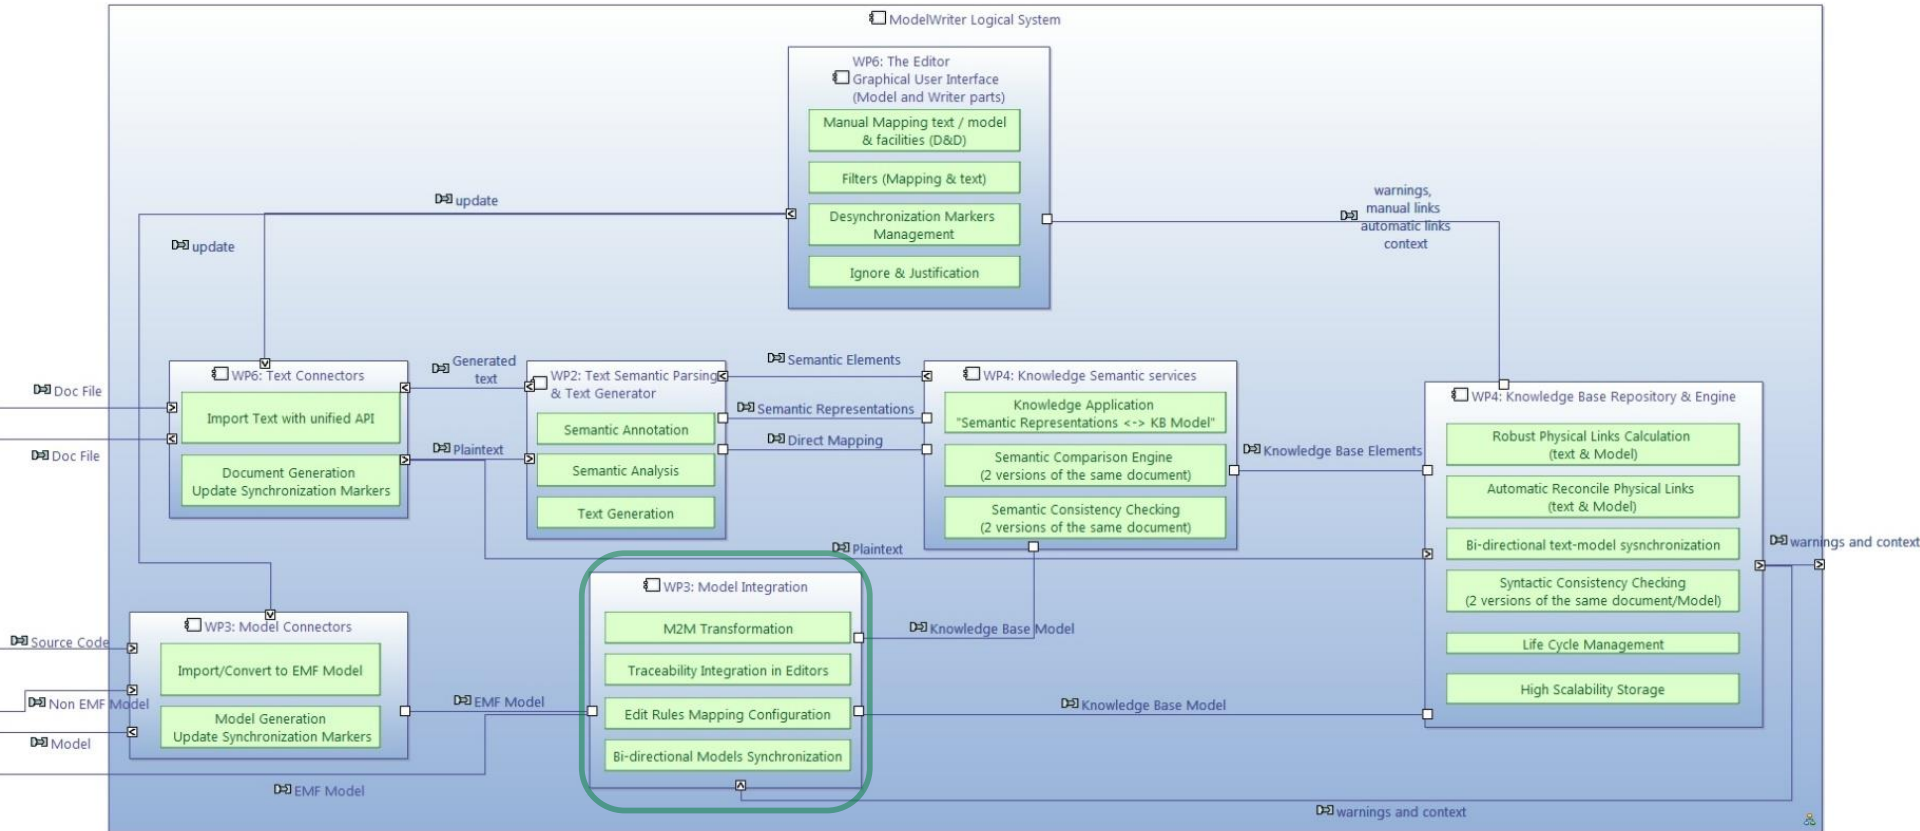 ModelWriter Logical System
WP6: The Editor
Graphical User Interface
(Model and Writer parts)
Manual Mapping text / model
& facilities (D&D)
Filters (Mapping & text)
Desynchronization Markers
Management
Ignore & Justification
update
update
warnings,
manual links
automatic links
context
Doc File
Doc File
WP6: Text Connectors
Import Text with unified API
Document Generation
Update Synchronization Markers
Generated
text
Plaintext
WP2: Text Semantic Parsing
& Text Generator
Semantic Annotation
Semantic Analysis
Text Generation
Semantic Elements
Semantic Representations
Direct Mapping
WP4: Knowledge Semantic services
Knowledge Application
"Semantic Representations <-> KB Model"
Semantic Comparison Engine
(2 versions of the same document)
Semantic Consistency Checking
(2 versions of the same document)
Knowledge Base Elements
WP4: Knowledge Base Repository & Engine
Robust Physical Links Calculation
(text & Model)
Automatic Reconcile Physical Links
(text & Model)
Bi-directional text-model sysnchronization
Syntactic Consistency Checking
(2 versions of the same document/Model)
Life Cycle Management
High Scalability Storage
warnings and context
Plaintext
Source Code
Non EMF Model
Model
EMF Model
WP3: Model Connectors
Import/Convert to EMF Model
Model Generation
Update Synchronization Markers
EMF Model
WP3: Model Integration
M2M Transformation
Traceability Integration in Editors
Edit Rules Mapping Configuration
Bi-directional Models Synchronization
Knowledge Base Model
Knowledge Base Model
warnings and context